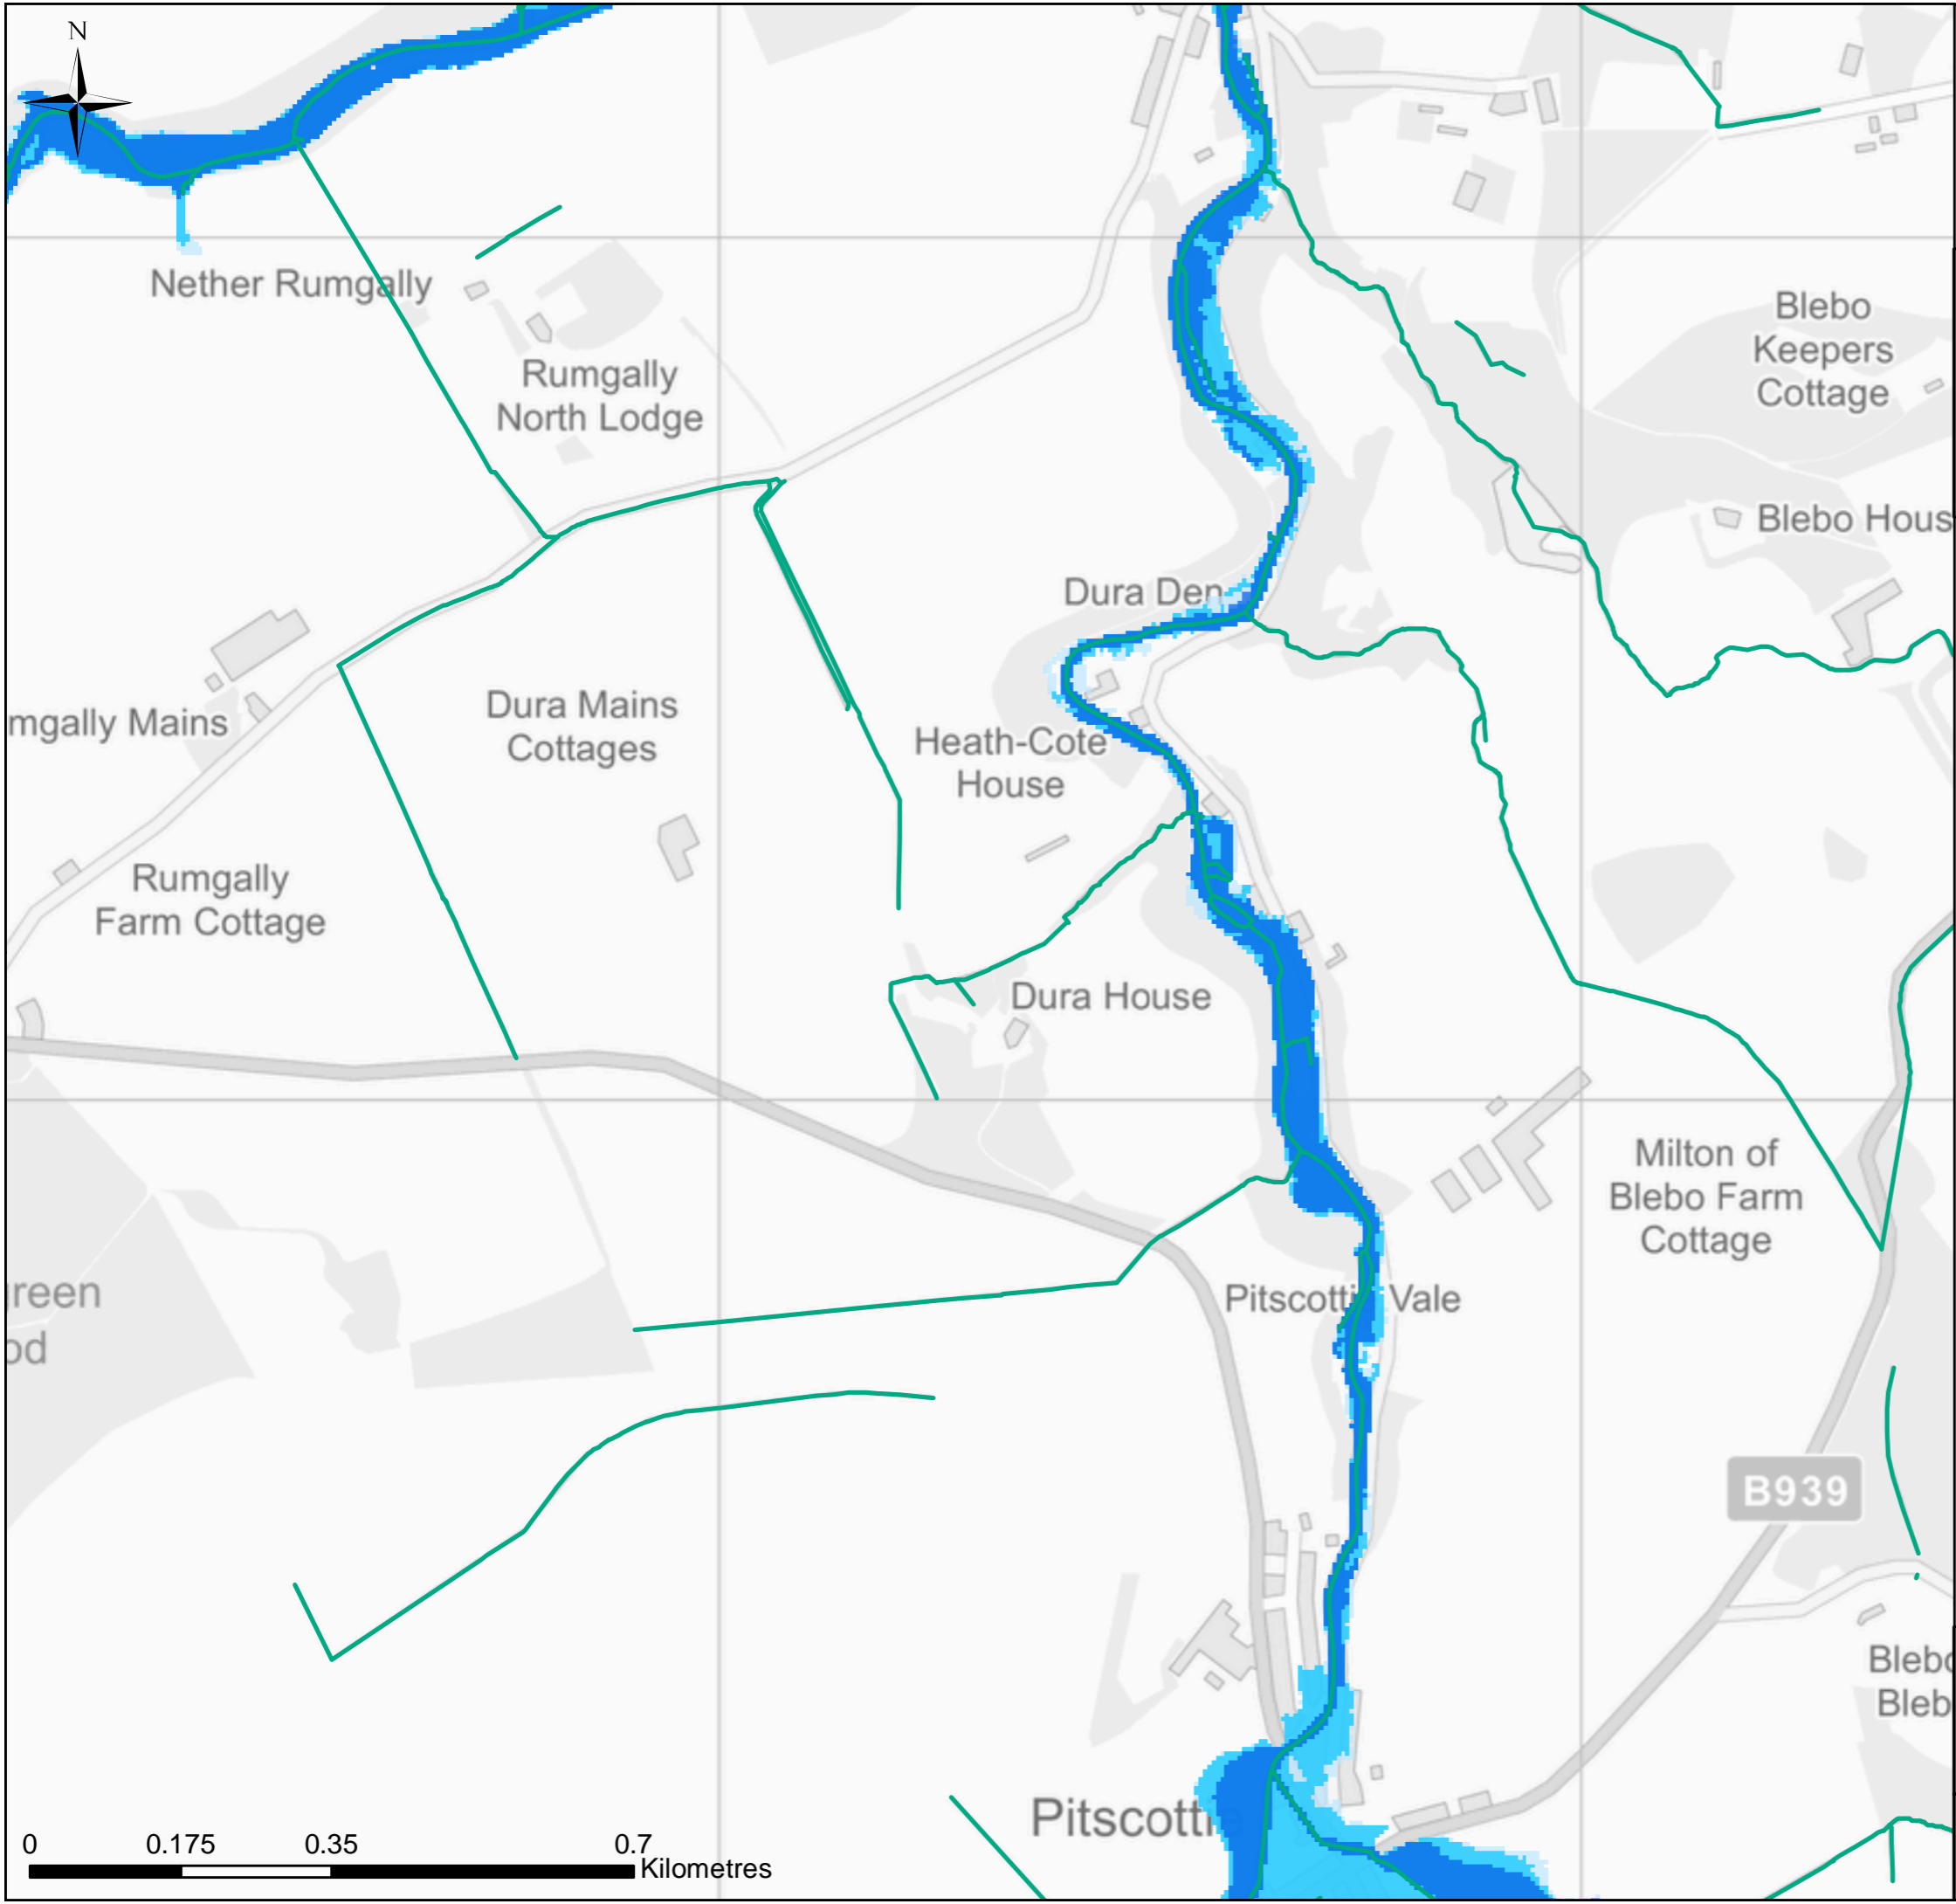 N
Nether Rumgally
Rumgally
North Lodge
Blebo
Keepers
Cottage
Blebo Hous
Dura Den
mgally Mains
Dura Mains
Cottages
Heath-Cote
House
Rumgally
Farm Cottage
Dura House
Milton of
Blebo Farm
Cottage
reen
od
Pitscottie Vale
B939
Blebo
Bleb
Pitscottie
0 0.175 0.35 0.7
Kilometres